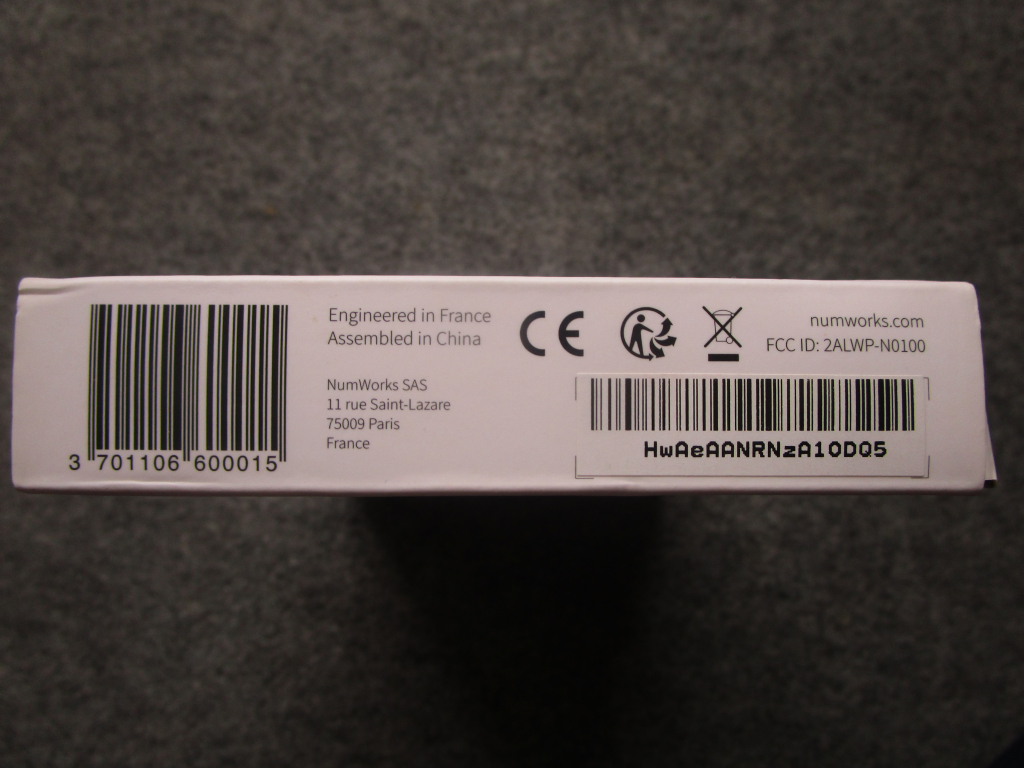 3 701106 600015
Engineered in France
Assembled in China
NumWorks SAS
11 rue Saint-Lazare
75009 Paris
France
CE
numworks.com
FCC ID: 2ALWP-N0100
HwAeAANRNzA1ODQ5